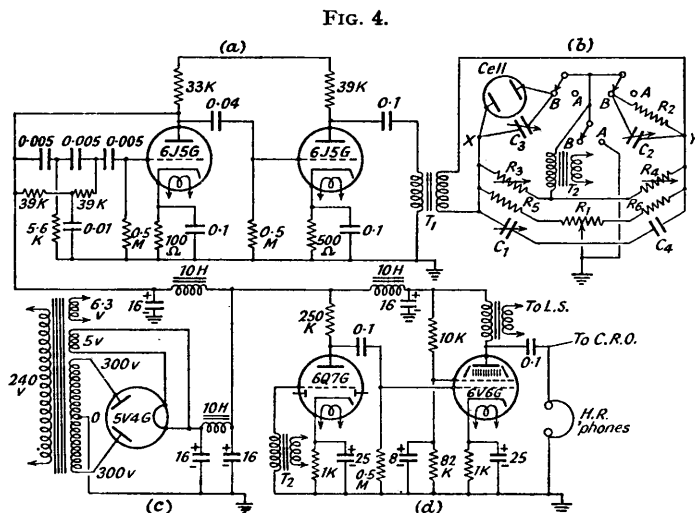 FIG. 4.
(a)
(b)
33K
39K
0·04
0·1
Cell
B
A
B
A
R2
0·005
0·005
0·005
6J5G
6J5G
C3
B
A
C2
X
Y
T2
R3
R4
39K
39K
T1
R5
R1
R6
5·6
K
0·01
0·5
M
100
Ω
0·1
0·5
M
500
Ω
0·1
C1
C4
10H
10H
16
+
16
+
To L.S.
6·3
v
5v
250
K
0·1
10K
To C.R.O.
0·1
300v
240
v
0
5V4G
10H
6Q7G
6V6G
H.R.
'phones
16
+
-
+
-
16
300v
T2
1K
+
-
25
0·5
M
8
+
-
82
K
1K
+
-
25
(c)
(d)